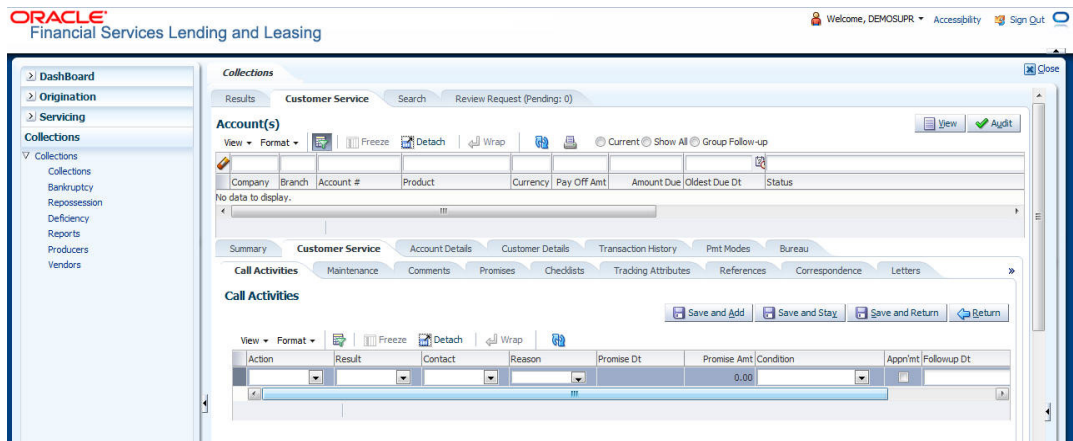 ORACLE
Financial Services Lending and Leasing
Welcome, DEMOSUPR Accessibility Sign Out
DashBoard
Origination
Servicing
Collections
Collections
Collections
Bankruptcy
Repossession
Deficiency
Reports
Producers
Vendors
Collections
Close
Results Customer Service Search Review Request (Pending: 0)
Account(s)
View Audit
View Format Freeze Detach Wrap Current Show All Group Follow-up
Company Branch Account # Product Currency Pay Off Amt Amount Due Oldest Due Dt Status
No data to display.
Summary Customer Service Account Details Customer Details Transaction History Pmt Modes Bureau
Call Activities Maintenance Comments Promises Checklists Tracking Attributes References Correspondence Letters »
Call Activities
Save and Add Save and Stay Save and Return Return
View Format Freeze Detach Wrap
Action Result Contact Reason Promise Dt Promise Amt Condition Appn'mt Followup Dt
0.00